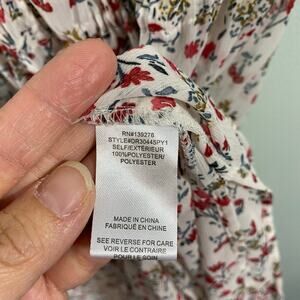 RN#139276
STYLE#DR30445PY1
SELF/EXTÉRIEUR
100%POLYESTER/
POLYESTER
MADE IN CHINA
FABRIQUÉ EN CHINE
SEE REVERSE FOR CARE
VOIR LE CONTRAIRE
POUR LE SOIN